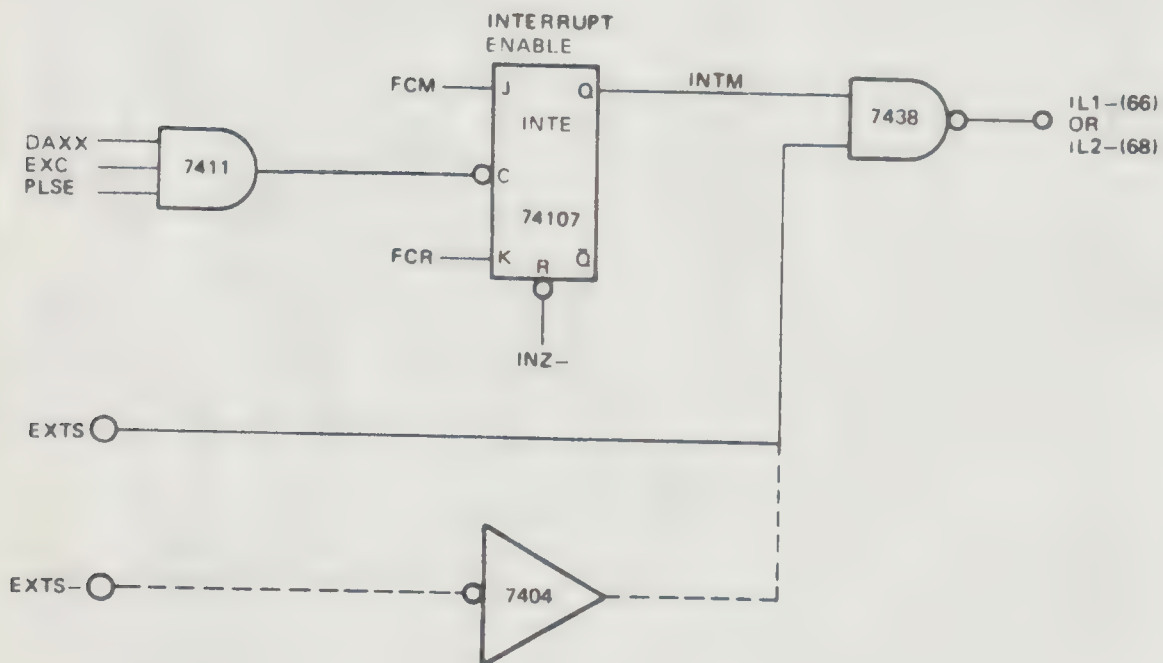 INTERRUPT
ENABLE
FCM
J
Q
INTM
7438
IL1-(66)
OR
IL2-(68)
DAXX
EXC
PLSE
7411
INTE
C
74107
FCR
K
R
Q̄
INZ-
EXTS
EXTS-
7404